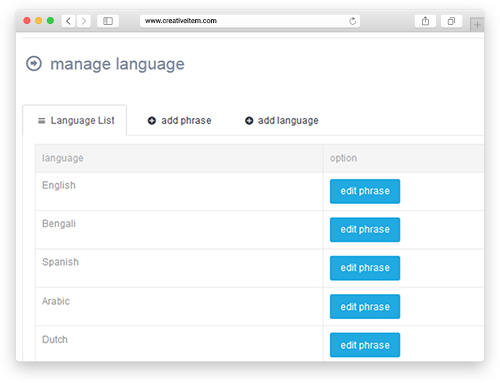 www.creativeitem.com
manage language
Language List add phrase add language
language option
English edit phrase
Bengali edit phrase
Spanish edit phrase
Arabic edit phrase
Dutch edit phrase